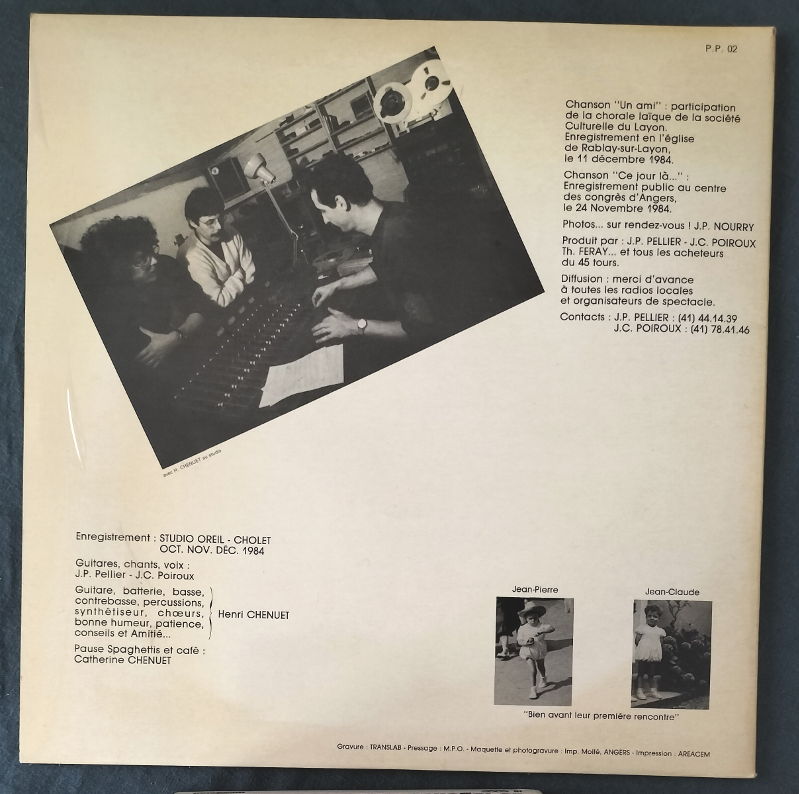 P.P. 02
Chanson "Un ami" : participation
de la chorale laïque de la société
Culturelle du Layon.
Enregistrement en l'église
de Rablay-sur-Layon,
le 11 décembre 1984.
Chanson "Ce jour là..." :
Enregistrement public au centre
des congrès d'Angers,
le 24 Novembre 1984.
Photos... sur rendez-vous ! J.P. NOURRY
Produit par : J.P. PELLIER - J.C. POIROUX
Th. FERAY... et tous les acheteurs
du 45 tours.
Diffusion : merci d'avance
à toutes les radios locales
et organisateurs de spectacle.
Contacts : J.P. PELLIER : (41) 44.14.39
J.C. POIROUX : (41) 78.41.46
avec H. CHENUET au studio
Enregistrement : STUDIO OREIL - CHOLET
OCT. NOV. DÉC. 1984
Guitares, chants, voix :
J.P. Pellier - J.C. Poiroux
Guitare, batterie, basse,
contrebasse, percussions,
synthétiseur, chœurs,
bonne humeur, patience,
conseils et Amitié...
Henri CHENUET
Pause Spaghettis et café :
Catherine CHENUET
Jean-Pierre
Jean-Claude
"Bien avant leur première rencontre"
Gravure : TRANSLAB - Pressage : M.P.O. - Maquette et photogravure : Imp. Moifé, ANGERS - Impression : AREACEM